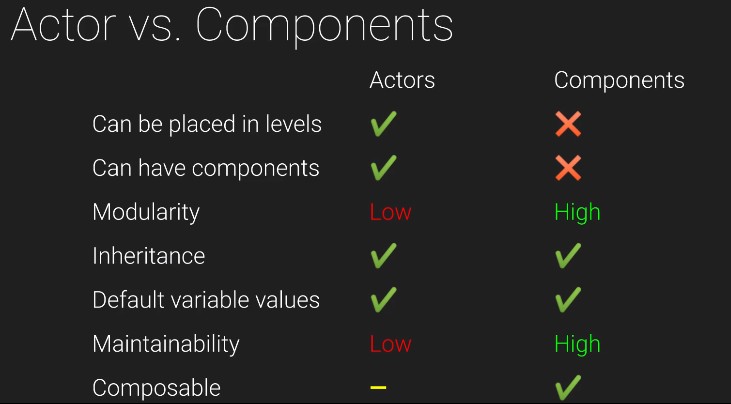 Actor vs. Components
Actors Components
Can be placed in levels ✔ ❌
Can have components ✔ ❌
Modularity Low High
Inheritance ✔ ✔
Default variable values ✔ ✔
Maintainability Low High
Composable – ✔